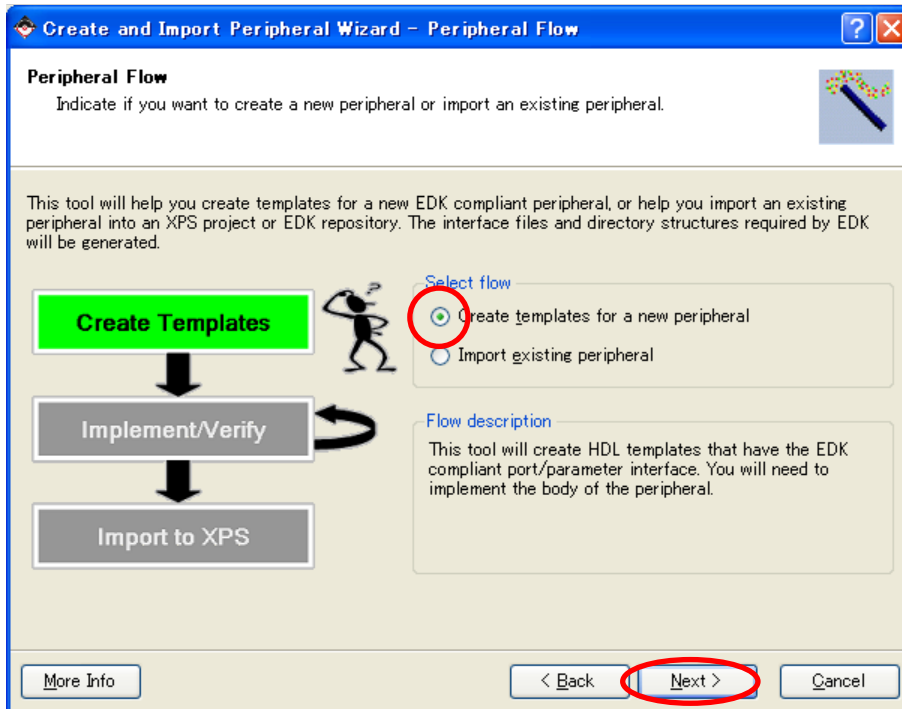 Create and Import Peripheral Wizard - Peripheral Flow
Peripheral Flow
Indicate if you want to create a new peripheral or import an existing peripheral.
This tool will help you create templates for a new EDK compliant peripheral, or help you import an existing
peripheral into an XPS project or EDK repository. The interface files and directory structures required by EDK
will be generated.
Create Templates
Implement/Verify
Import to XPS
Select flow
Create templates for a new peripheral
Import existing peripheral
Flow description
This tool will create HDL templates that have the EDK
compliant port/parameter interface. You will need to
implement the body of the peripheral.
More Info
< Back
Next >
Cancel